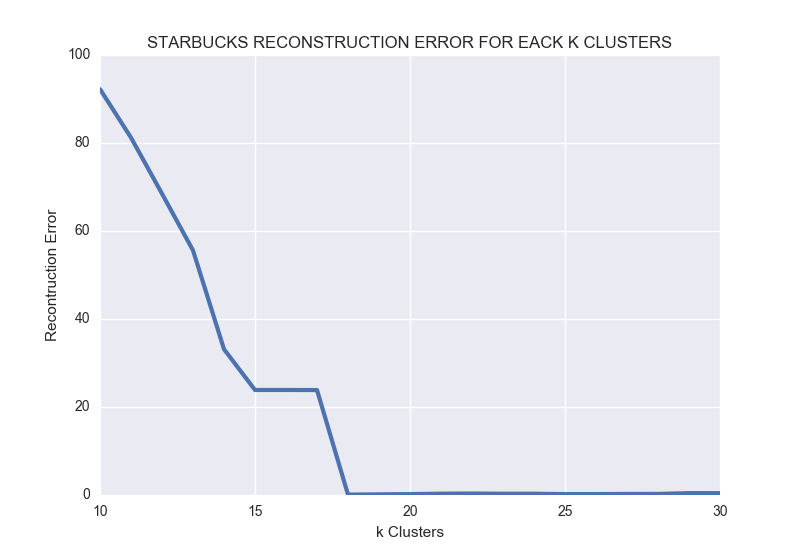 STARBUCKS RECONSTRUCTION ERROR FOR EACK K CLUSTERS
100
80
60
40
20
0
Recontruction Error
10 15 20 25 30
k Clusters